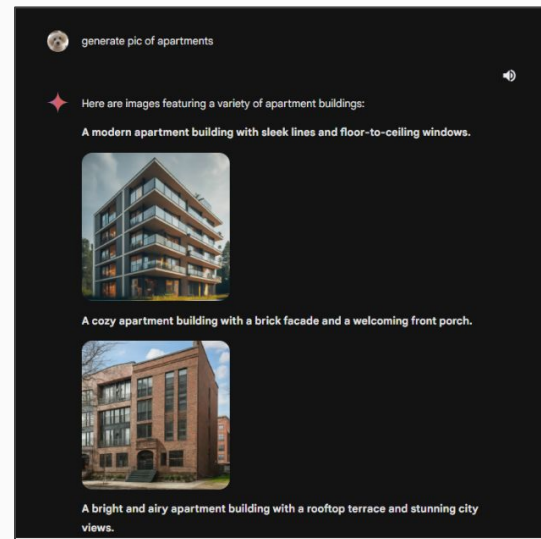 generate pic of apartments
Here are images featuring a variety of apartment buildings:
A modern apartment building with sleek lines and floor-to-ceiling windows.
A cozy apartment building with a brick facade and a welcoming front porch.
A bright and airy apartment building with a rooftop terrace and stunning city
views.